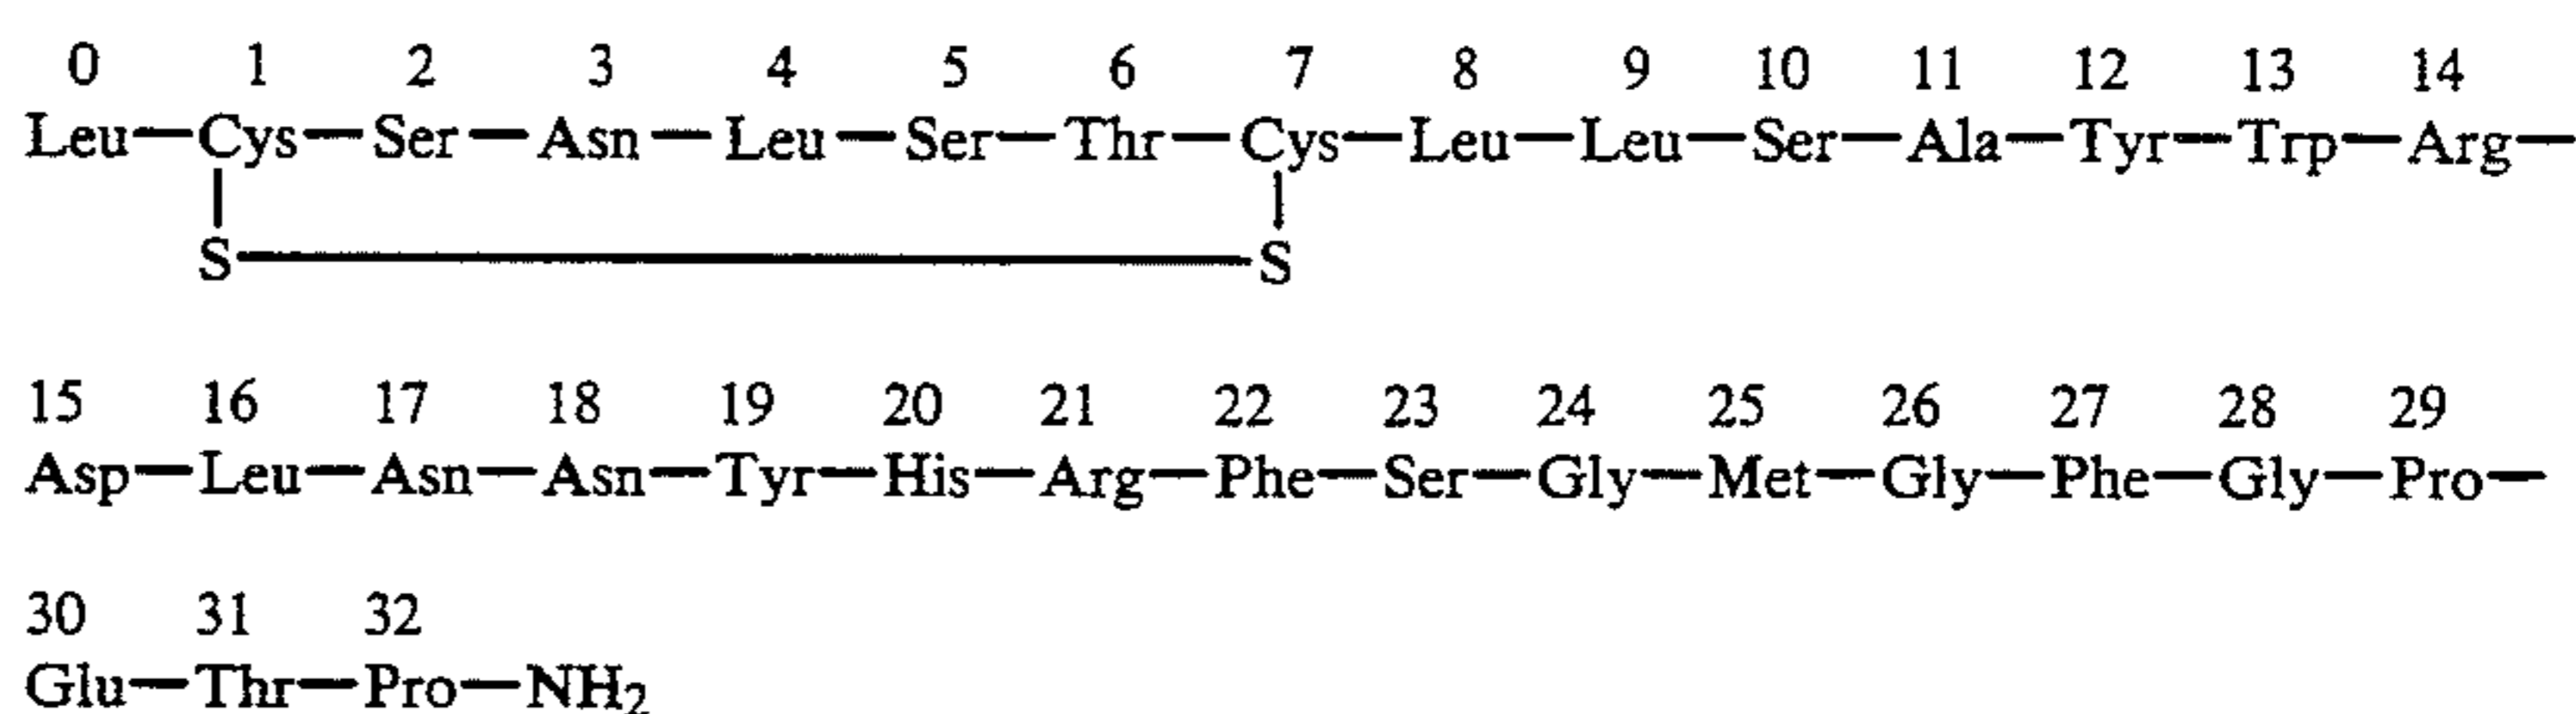 0 1 2 3 4 5 6 7 8 9 10 11 12 13 14
Leu—Cys—Ser—Asn—Leu—Ser—Thr—Cys—Leu—Leu—Ser—Ala—Tyr—Trp—Arg—
S S
15 16 17 18 19 20 21 22 23 24 25 26 27 28 29
Asp—Leu—Asn—Asn—Tyr—His—Arg—Phe—Ser—Gly—Met—Gly—Phe—Gly—Pro—
30 31 32
Glu—Thr—Pro—NH₂